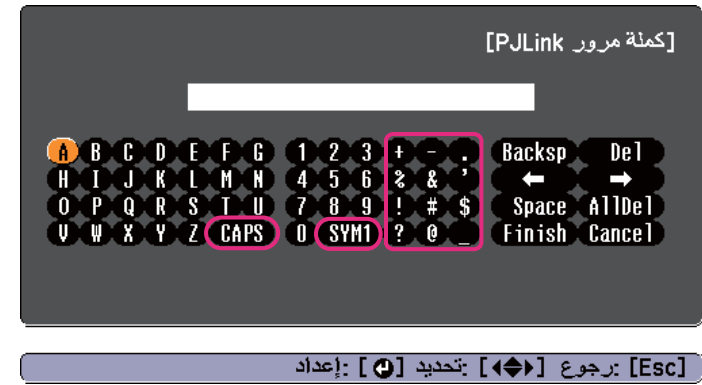 [كمئة مرور PJLink]
A B C D E F G 1 2 3 + - . Backsp Del
H I J K L M N 4 5 6 % & ’ ← →
O P Q R S T U 7 8 9 ! # $ Space AllDel
V W X Y Z CAPS 0 SYM1 ? @ _ Finish Cancel
[Esc] :رجوع [◆] :تحديد [↵] :إعداد